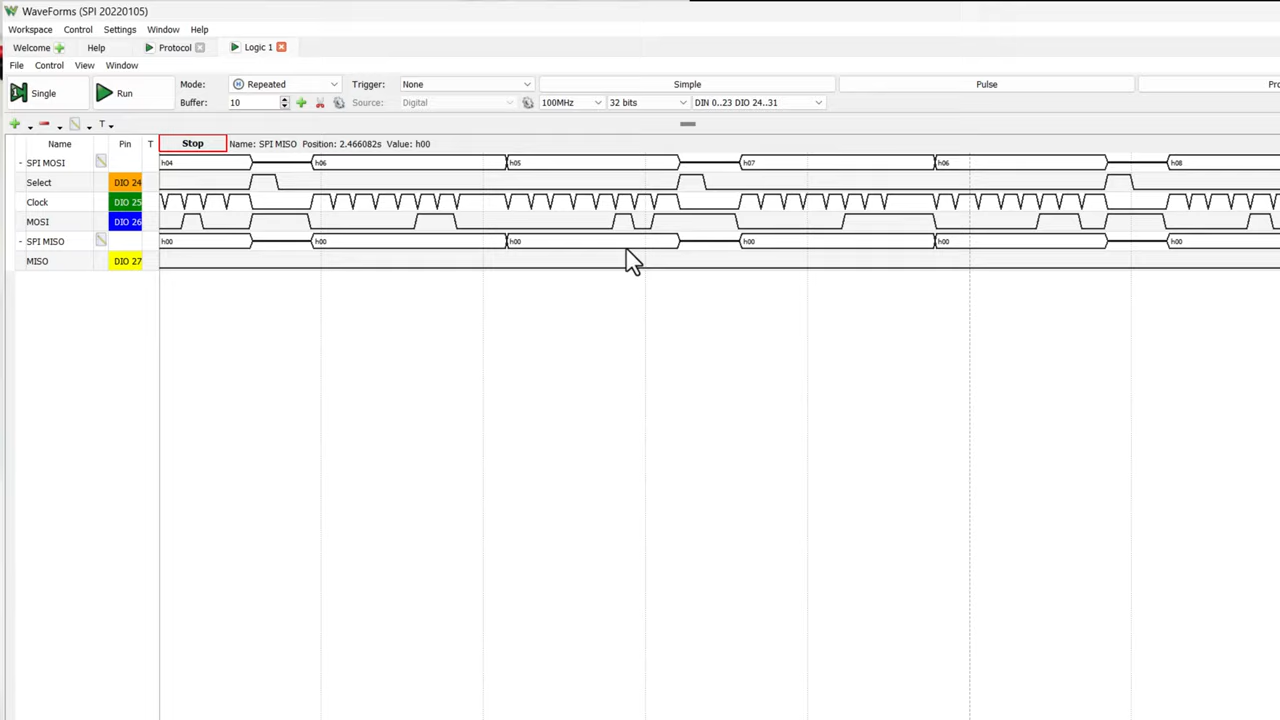 WaveForms (SPI 20220105)
Workspace Control Settings Window Help
Welcome Help Protocol Logic 1
File Control View Window
Single Run Mode: Repeated Trigger: None Simple Pulse Pro
Buffer: 10 Source: Digital 100MHz 32 bits DIN 0..23 DIO 24..31
T
Name Pin T Stop Name: SPI MISO Position: 2.466082s Value: h00
- SPI MOSI h04 h06 h05 h07 h06 h08
Select DIO 24
Clock DIO 25
MOSI DIO 26
- SPI MISO h00 h00 h00 h00 h00 h00
MISO DIO 27